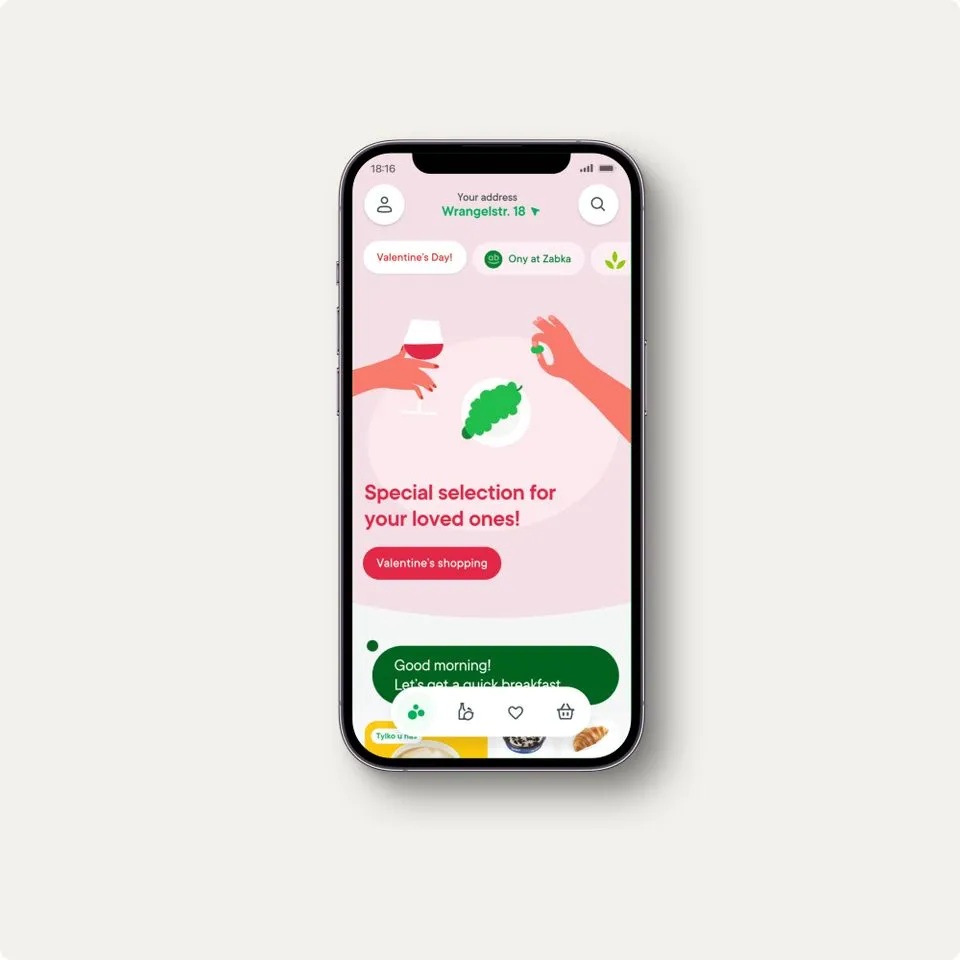 18:16
Your address
Wrangelstr. 18
Valentine's Day!
ab
Ony at Zabka
Special selection for
your loved ones!
Valentine's shopping
Good morning!
Let's get a quick breakfast
Tylko u nas